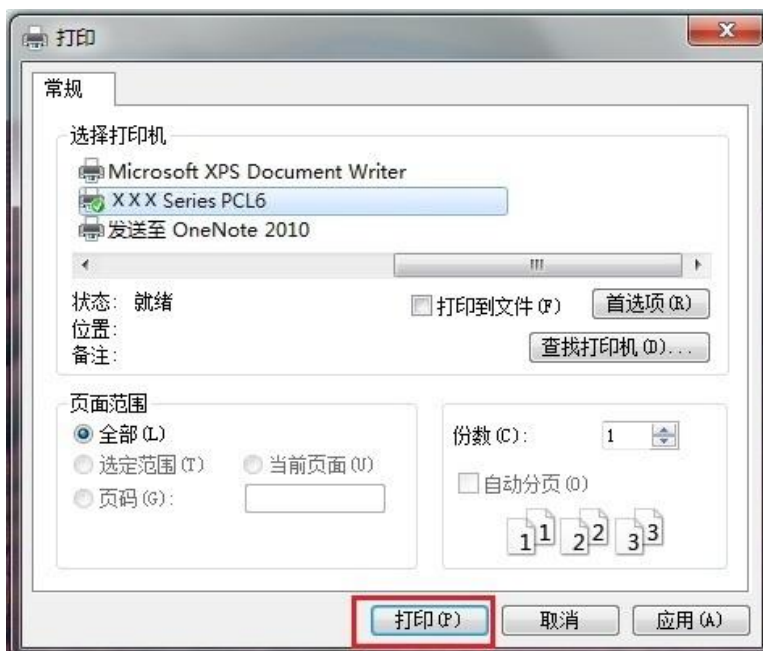 打印
常规
选择打印机
Microsoft XPS Document Writer
XXX Series PCL6
发送至 OneNote 2010
状态: 就绪
打印到文件(F)
首选项(R)
位置:
查找打印机(D)...
备注:
页面范围
全部(L)
选定范围(T)
当前页面(U)
页码(G):
份数(C):
1
自动分页(O)
1 1 2 2 3 3
打印(P)
取消
应用(A)